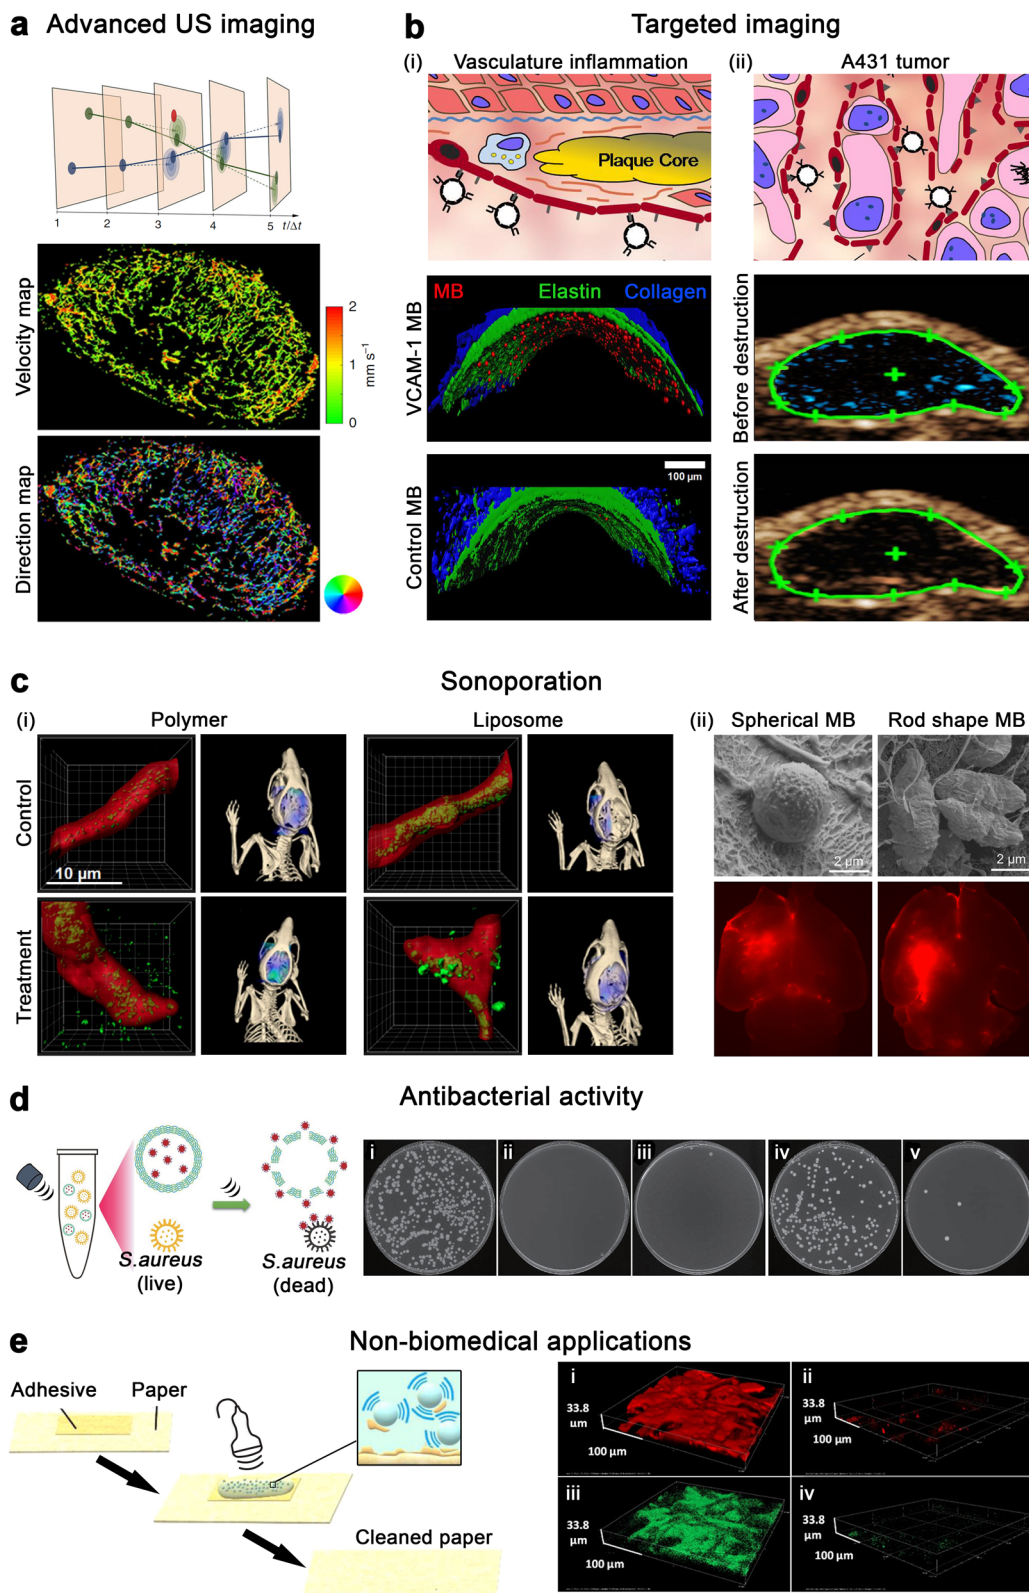 a Advanced US imaging
1 2 3 4 5 t/Δt
Velocity map
2
1
0
mm s⁻¹
Direction map
b Targeted imaging
(i) Vasculature inflammation
Plaque Core
VCAM-1 MB
MB Elastin Collagen
Control MB
100 µm
(ii) A431 tumor
Before destruction
After destruction
c Sonoporation
(i) Polymer Liposome
Control
10 µm
Treatment
(ii) Spherical MB Rod shape MB
2 µm
2 µm
d Antibacterial activity
S.aureus
(live)
S.aureus
(dead)
i ii iii iv v
e Non-biomedical applications
Adhesive Paper
Cleaned paper
i
33.8
µm
100 µm
ii
33.8
µm
100 µm
iii
33.8
µm
100 µm
iv
33.8
µm
100 µm